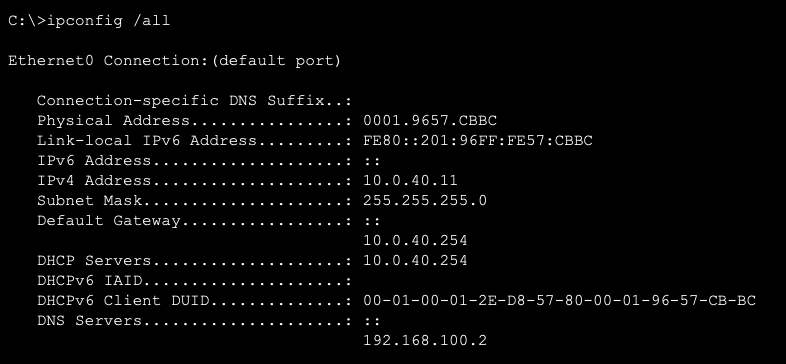 C:\>ipconfig /all
Ethernet0 Connection:(default port)
Connection-specific DNS Suffix..:
Physical Address................: 0001.9657.CBBC
Link-local IPv6 Address.........: FE80::201:96FF:FE57:CBBC
IPv6 Address....................: ::
IPv4 Address....................: 10.0.40.11
Subnet Mask.....................: 255.255.255.0
Default Gateway.................: ::
10.0.40.254
DHCP Servers....................: 10.0.40.254
DHCPv6 IAID.....................:
DHCPv6 Client DUID..............: 00-01-00-01-2E-D8-57-80-00-01-96-57-CB-BC
DNS Servers.....................: ::
192.168.100.2